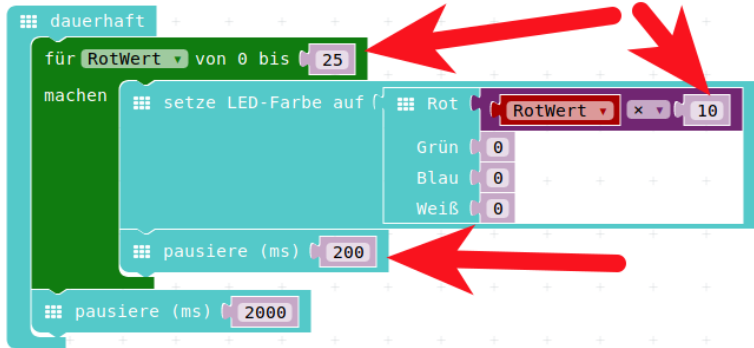 dauerhaft
für RotWert von 0 bis 25
machen setze LED-Farbe auf Rot RotWert × 10
Grün 0
Blau 0
Weiß 0
pausiere (ms) 200
pausiere (ms) 2000